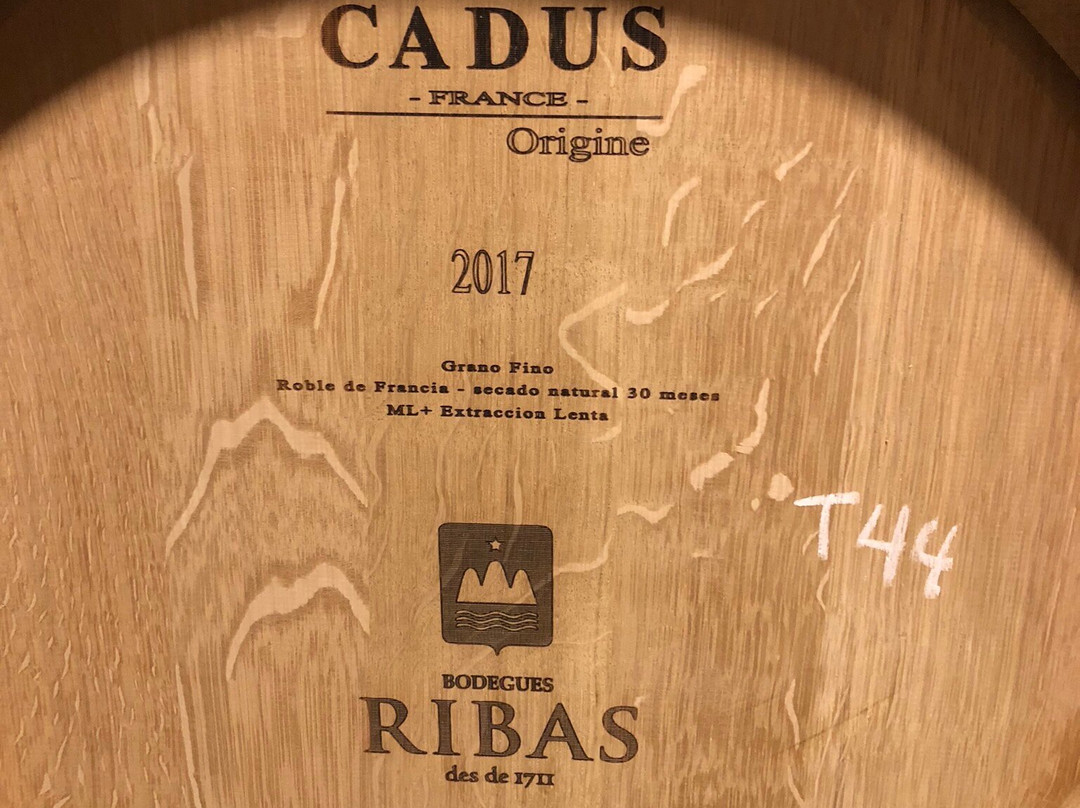 CADUS
- FRANCE -
Origine
2017
Grano Fino
Roble de Francia - secado natural 30 meses
ML+ Extraccion Lenta
T44
BODEGUES
RIBAS
des de 1711